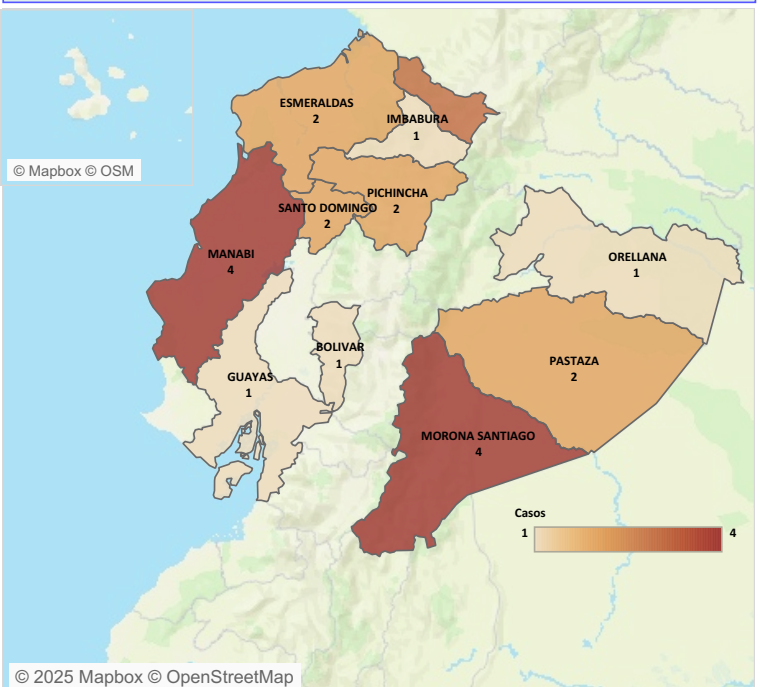 ESMERALDAS
2
IMBABURA
1
© Mapbox © OSM
PICHINCHA
2
SANTO DOMINGO
2
MANABI
4
ORELLANA
1
BOLIVAR
1
PASTAZA
2
GUAYAS
1
MORONA SANTIAGO
4
Casos
1 4
© 2025 Mapbox © OpenStreetMap